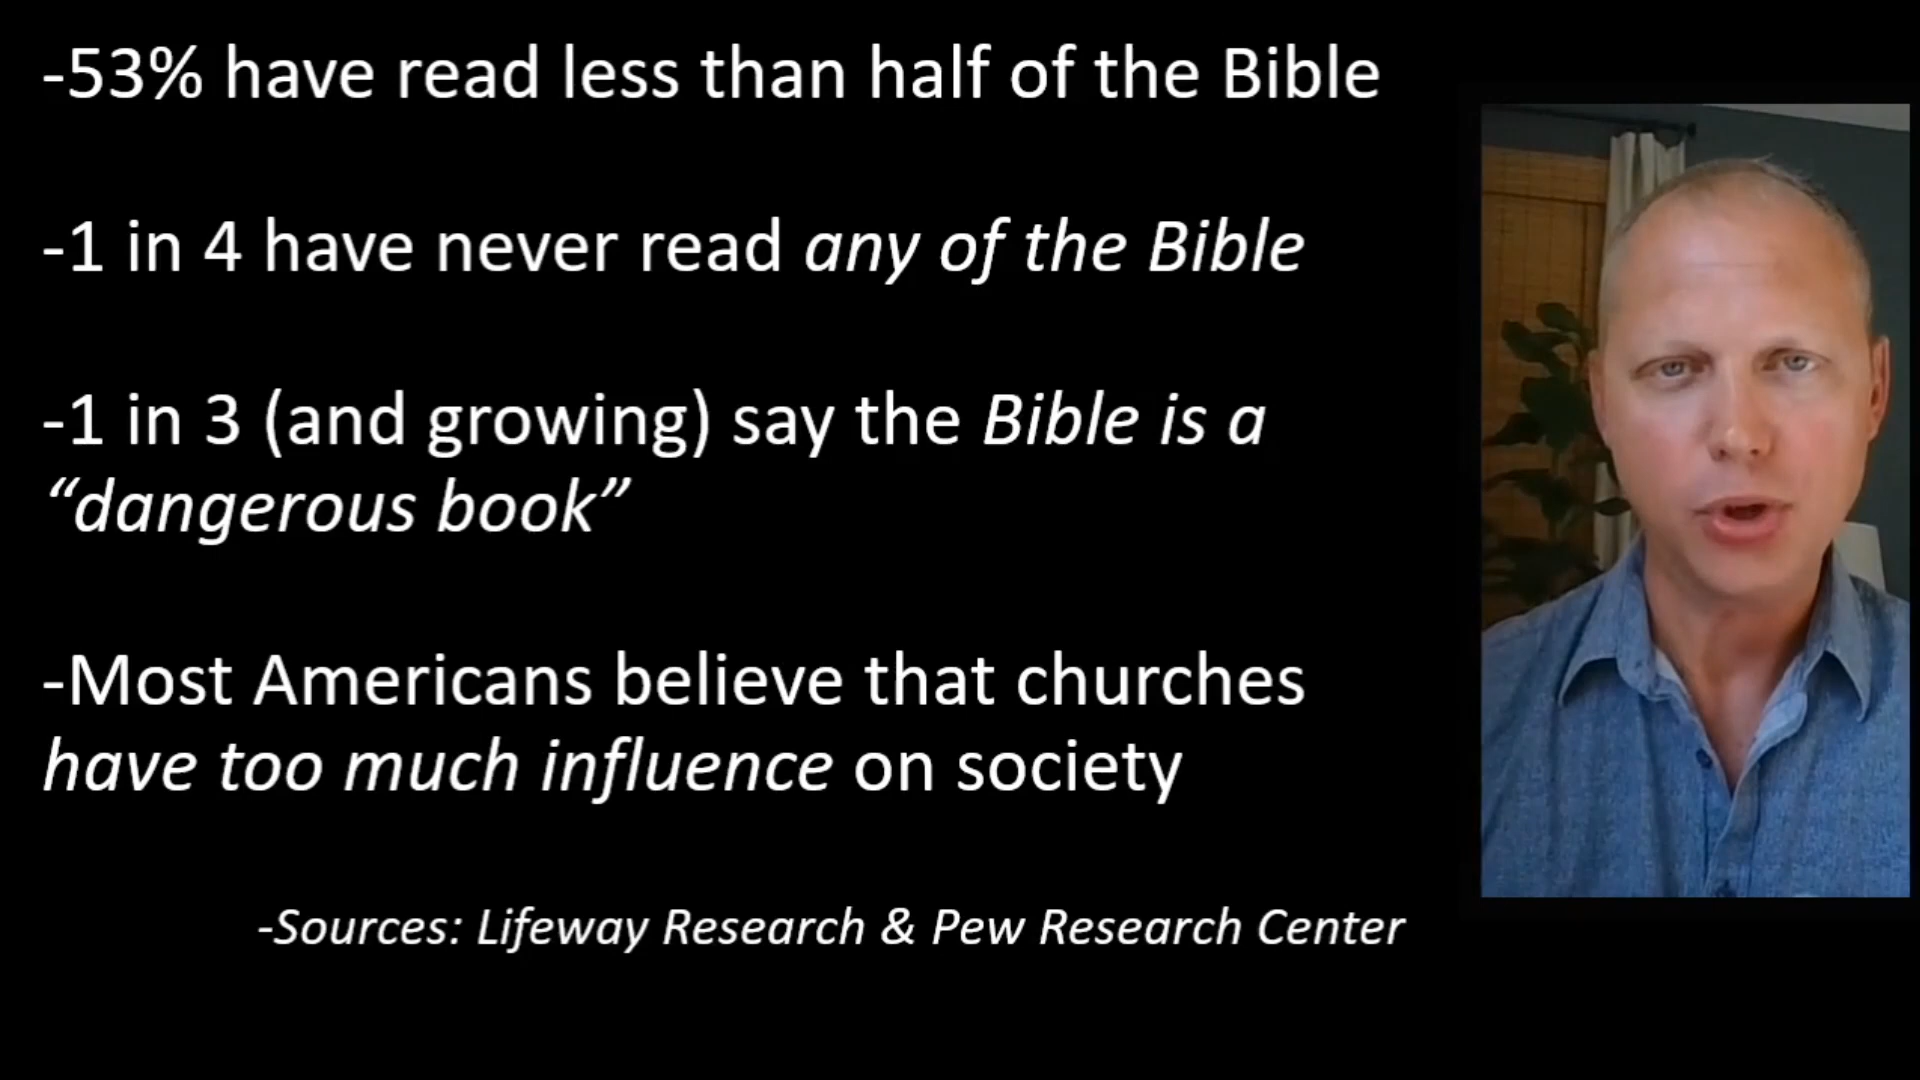 -53% have read less than half of the Bible
-1 in 4 have never read any of the Bible
-1 in 3 (and growing) say the Bible is a
“dangerous book”
-Most Americans believe that churches
have too much influence on society
-Sources: Lifeway Research & Pew Research Center